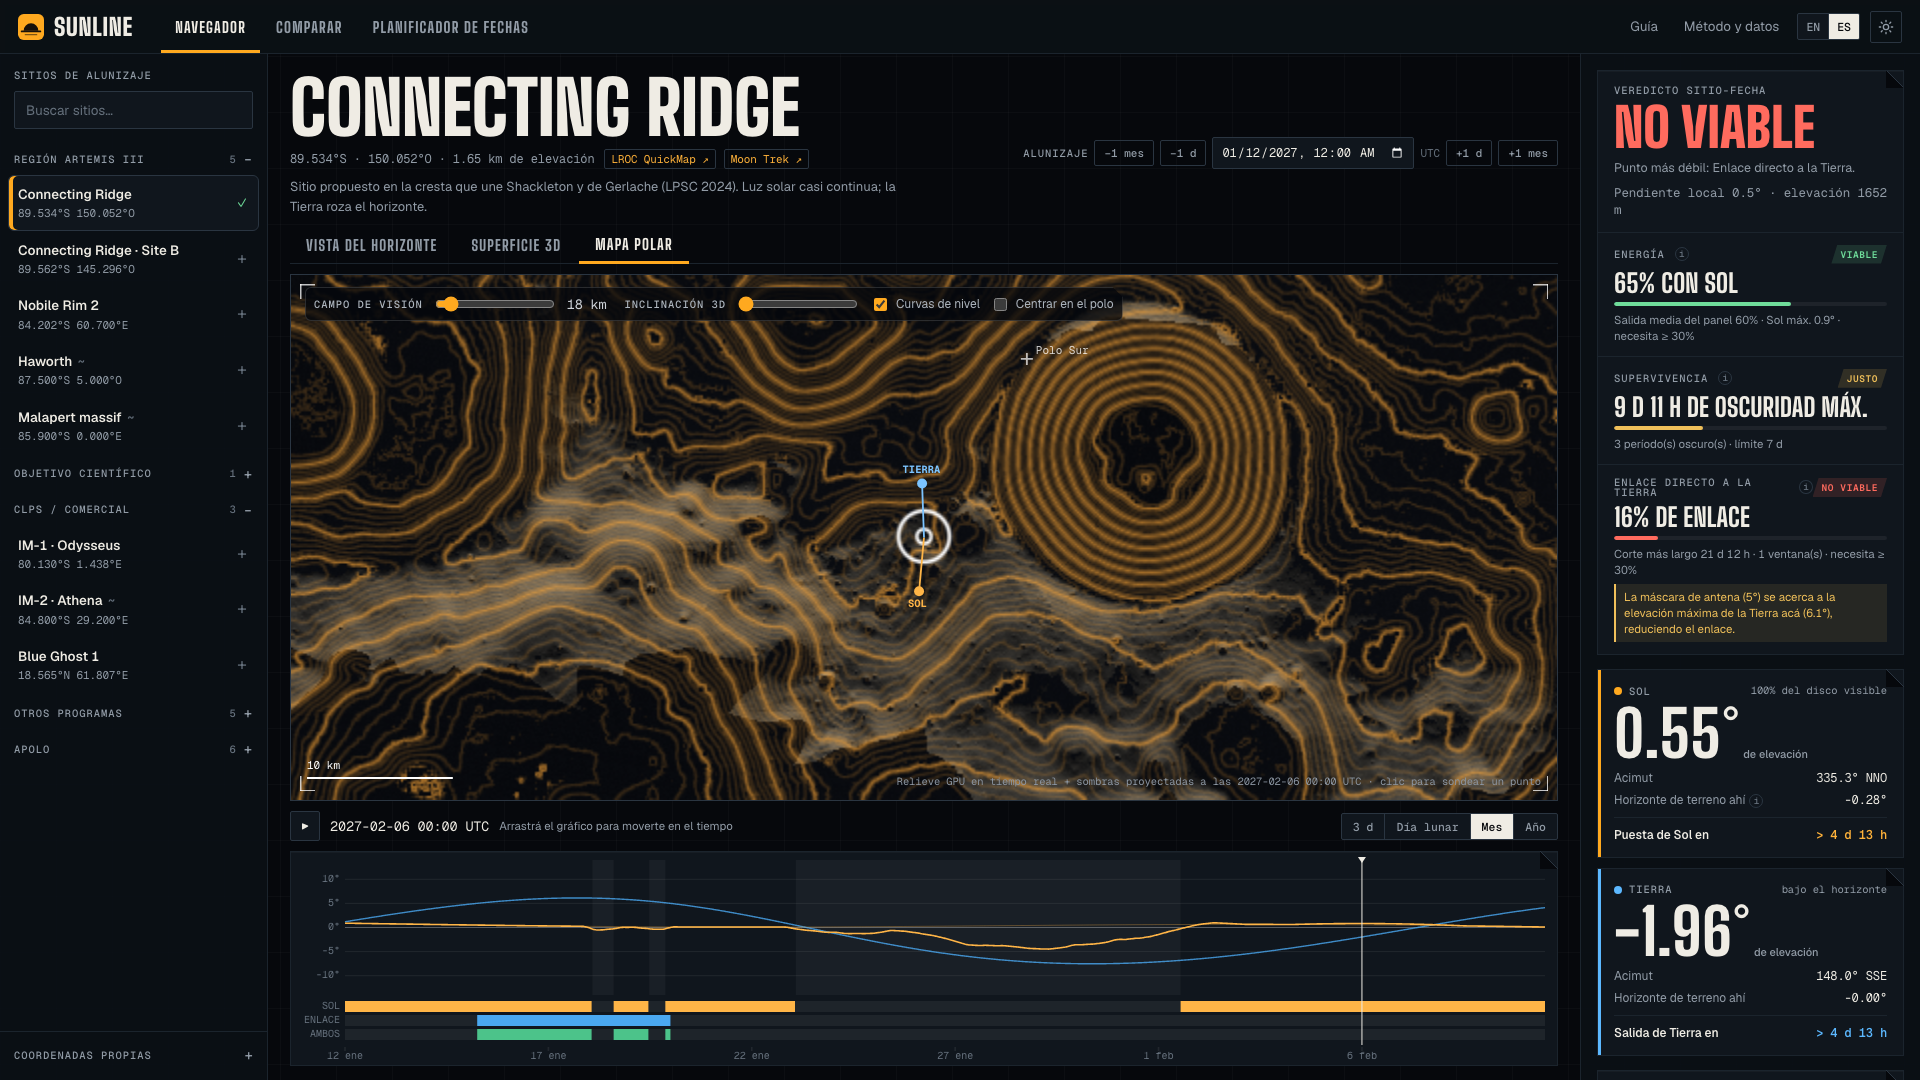 SUNLINE
NAVEGADOR
COMPARAR
PLANIFICADOR DE FECHAS
Guía
Método y datos
EN
ES
SITIOS DE ALUNIZAJE
Buscar sitios…
REGIÓN ARTEMIS III 5 −
Connecting Ridge
89.534°S 150.052°O ✓
Connecting Ridge · Site B
89.562°S 145.296°O +
Nobile Rim 2
84.202°S 60.700°E +
Haworth ~
87.500°S 5.000°O +
Malapert massif ~
85.900°S 0.000°E +
OBJETIVO CIENTÍFICO 1 +
CLPS / COMERCIAL 3 −
IM-1 · Odysseus
80.130°S 1.438°E +
IM-2 · Athena ~
84.800°S 29.200°E +
Blue Ghost 1
18.565°N 61.807°E +
OTROS PROGRAMAS 5 +
APOLO 6 +
COORDENADAS PROPIAS +
CONNECTING RIDGE
89.534°S · 150.052°O · 1.65 km de elevación
LROC QuickMap ↗
Moon Trek ↗
Sitio propuesto en la cresta que une Shackleton y de Gerlache (LPSC 2024). Luz solar casi continua; la
Tierra roza el horizonte.
ALUNIZAJE −1 mes −1 d 01/12/2027, 12:00 AM UTC +1 d +1 mes
VISTA DEL HORIZONTE
SUPERFICIE 3D
MAPA POLAR
CAMPO DE VISIÓN 18 km INCLINACIÓN 3D Curvas de nivel Centrar en el polo
Polo Sur
TIERRA
SOL
10 km
Relieve GPU en tiempo real + sombras proyectadas a las 2027-02-06 00:00 UTC · clic para sondear un punto
2027-02-06 00:00 UTC Arrastrá el gráfico para moverte en el tiempo
3 d
Día lunar
Mes
Año
10°
5°
0°
-5°
-10°
SOL
ENLACE
AMBOS
12 ene 17 ene 22 ene 27 ene 1 feb 6 feb
VEREDICTO SITIO-FECHA
NO VIABLE
Punto más débil: Enlace directo a la Tierra.
Pendiente local 0.5° · elevación 1652
m
ENERGÍA i VIABLE
65% CON SOL
Salida media del panel 60% · Sol máx. 0.9° ·
necesita ≥ 30%
SUPERVIVENCIA i JUSTO
9 D 11 H DE OSCURIDAD MÁX.
3 período(s) oscuro(s) · límite 7 d
ENLACE DIRECTO A LA
TIERRA i NO VIABLE
16% DE ENLACE
Corte más largo 21 d 12 h · 1 ventana(s) · necesita ≥
30%
La máscara de antena (5°) se acerca a la
elevación máxima de la Tierra acá (6.1°),
reduciendo el enlace.
SOL 100% del disco visible
0.55° de elevación
Acimut 335.3° NNO
Horizonte de terreno ahí i -0.28°
Puesta de Sol en > 4 d 13 h
TIERRA bajo el horizonte
−1.96° de elevación
Acimut 148.0° SSE
Horizonte de terreno ahí -0.00°
Salida de Tierra en > 4 d 13 h